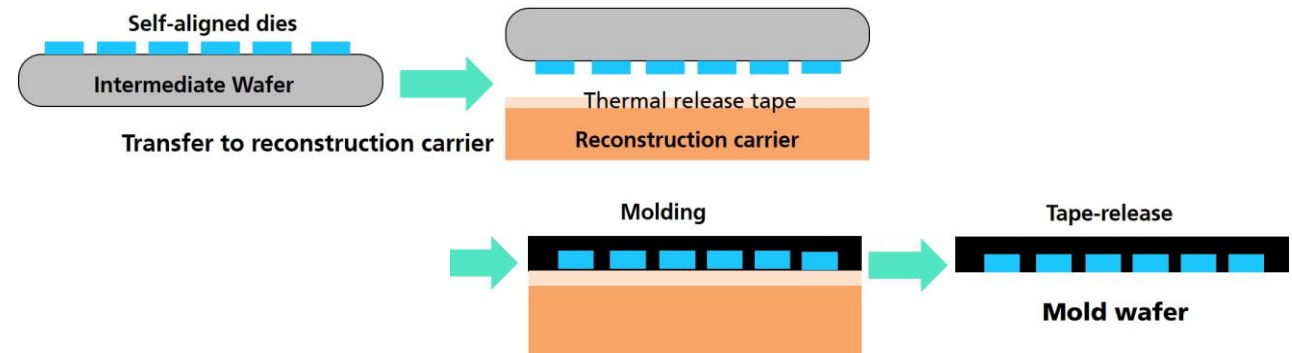 Self-aligned dies
Intermediate Wafer
Transfer to reconstruction carrier
Thermal release tape
Reconstruction carrier
Molding
Tape-release
Mold wafer